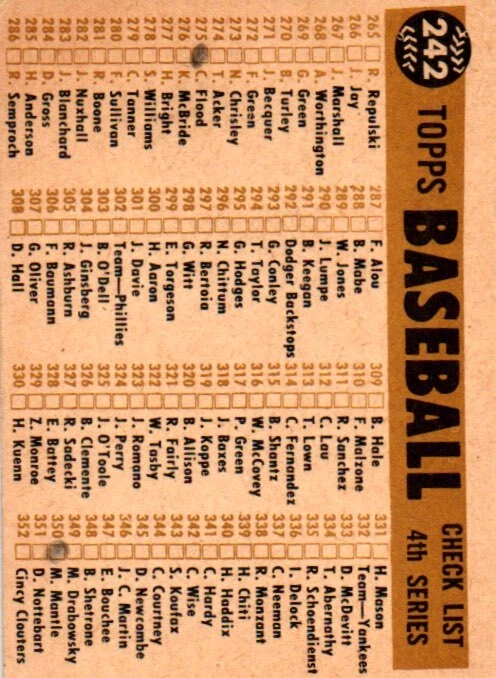 242
TOPPS BASEBALL CHECK LIST
4th SERIES
265 R. Repulski
266 J. Jay
267 J. Marshall
268 A. Worthington
269 G. Green
270 B. Turley
271 J. Becquer
272 F. Green
273 N. Chrisley
274 T. Acker
275 C. Flood
276 K. McBride
277 H. Bright
278 S. Williams
279 C. Tanner
280 F. Sullivan
281 R. Boone
282 J. Nuxhall
283 J. Blanchard
284 D. Gross
285 H. Anderson
286 R. Semproch
287 F. Alou
288 B. Mabe
289 W. Jones
290 J. Lumpe
291 B. Keegan
292 Dodger Backstops
293 G. Conley
294 T. Taylor
295 G. Hodges
296 N. Chittrum
297 R. Bertoia
298 G. Witt
299 E. Torgeson
300 H. Aaron
301 J. Davie
302 Team—Phillies
303 B. O'Dell
304 J. Ginsberg
305 R. Ashburn
306 F. Baumann
307 G. Oliver
308 D. Hall
309 B. Hale
310 F. Malzone
311 R. Sanchez
312 C. Lau
313 T. Lown
314 C. Fernandez
315 B. Shantz
316 W. McCovey
317 P. Green
318 J. Baxes
319 J. Koppe
320 B. Allison
321 R. Fairly
322 W. Tasby
323 J. Romano
324 J. Perry
325 J. O'Toole
326 B. Clemente
327 R. Sadecki
328 E. Battey
329 Z. Monroe
330 H. Kuenn
331 H. Mason
332 Team—Yankees
333 D. McDevitt
334 T. Abernathy
335 R. Schoendienst
336 I. Delock
337 C. Neeman
338 R. Monzant
339 H. Chiti
340 H. Haddix
341 C. Hardy
342 C. Wise
343 S. Koufax
344 C. Courtney
345 D. Newcombe
346 J. C. Martin
347 E. Bouchee
348 B. Shetrone
349 M. Drabowsky
350 M. Mantle
351 D. Nottebart
352 Cincy Clouters